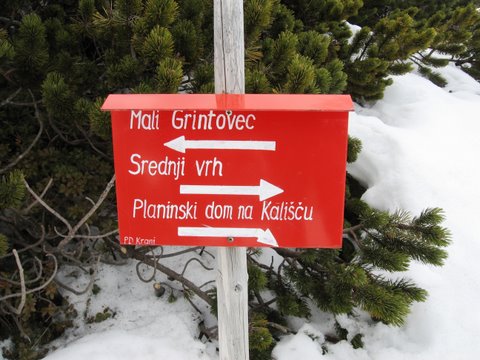 Mali Grintovec
Srednji vrh
Planinski dom na Kališču
PD Kranj